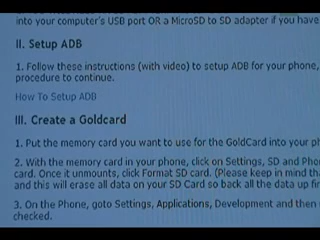 into your computer's USB port OR a MicroSD to SD adapter if you have
II. Setup ADB
1. Follow these instructions (with video) to setup ADB for your phone,
procedure to continue.
How To Setup ADB
III. Create a Goldcard
1. Put the memory card you want to use for the GoldCard into your ph
2. With the memory card in your phone, click on Settings, SD and Pho
card. Once it unmounts, click Format SD card. (Please keep in mind tha
and this will erase all data on your SD Card so back all the data up fir
3. On the Phone, goto Settings, Applications, Development and then
checked.